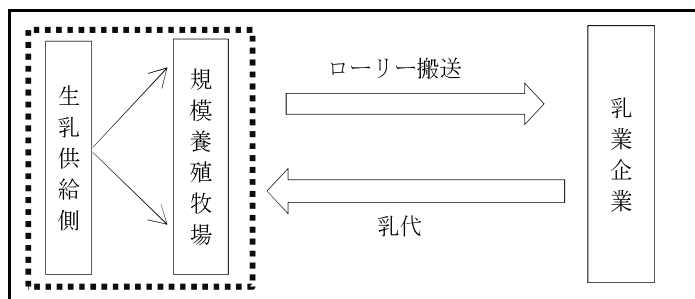 生乳供給側
規模養殖牧場
ローリー搬送
乳代
乳業企業